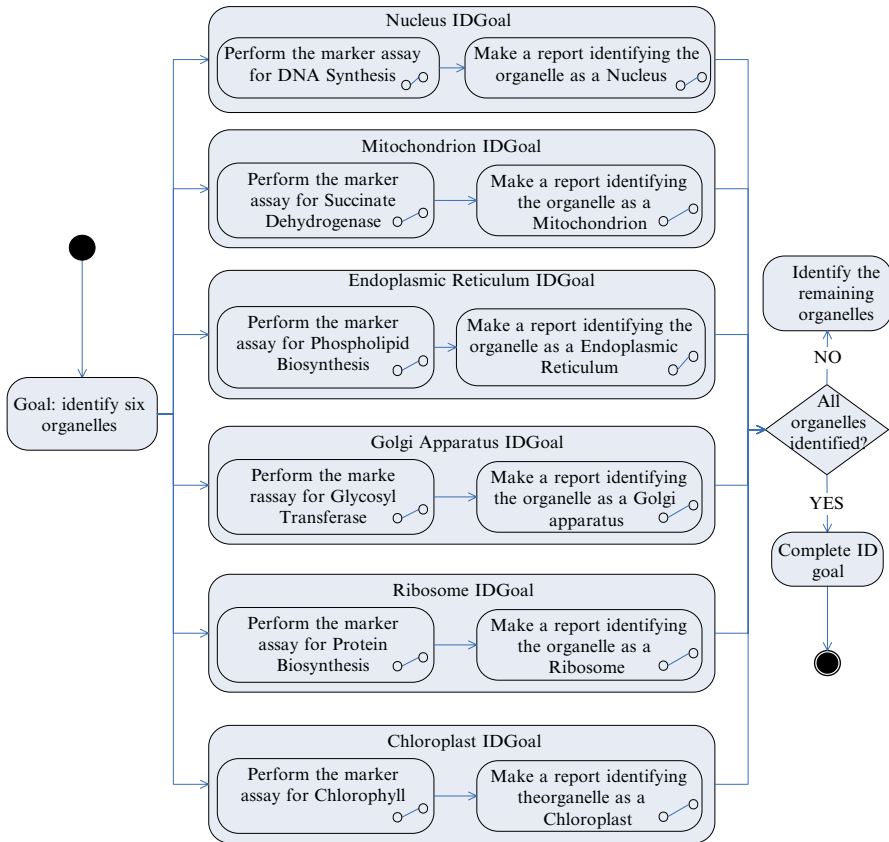 Nucleus IDGoal
Perform the marker assay
for DNA Synthesis
Make a report identifying the
organelle as a Nucleus
Mitochondrion IDGoal
Perform the marker
assay for Succinate
Dehydrogenase
Make a report identifying
the organelle as a
Mitochondrion
Endoplasmic Reticulum IDGoal
Perform the marker
assay for Phospholipid
Biosynthesis
Make a report identifying the
organelle as a Endoplasmic
Reticulum
Goal: identify six
organelles
Golgi Apparatus IDGoal
Perform the marke
rassay for Glycosyl
Transferase
Make a report identifying
the organelle as a Golgi
apparatus
Ribosome IDGoal
Perform the marker
assay for Protein
Biosynthesis
Make a report identifying
the organelle as a
Ribosome
Chloroplast IDGoal
Perform the marker
assay for Chlorophyll
Make a report identifying
theorganelle as a
Chloroplast
Identify the
remaining
organelles
NO
All
organelles
identified?
YES
Complete ID
goal